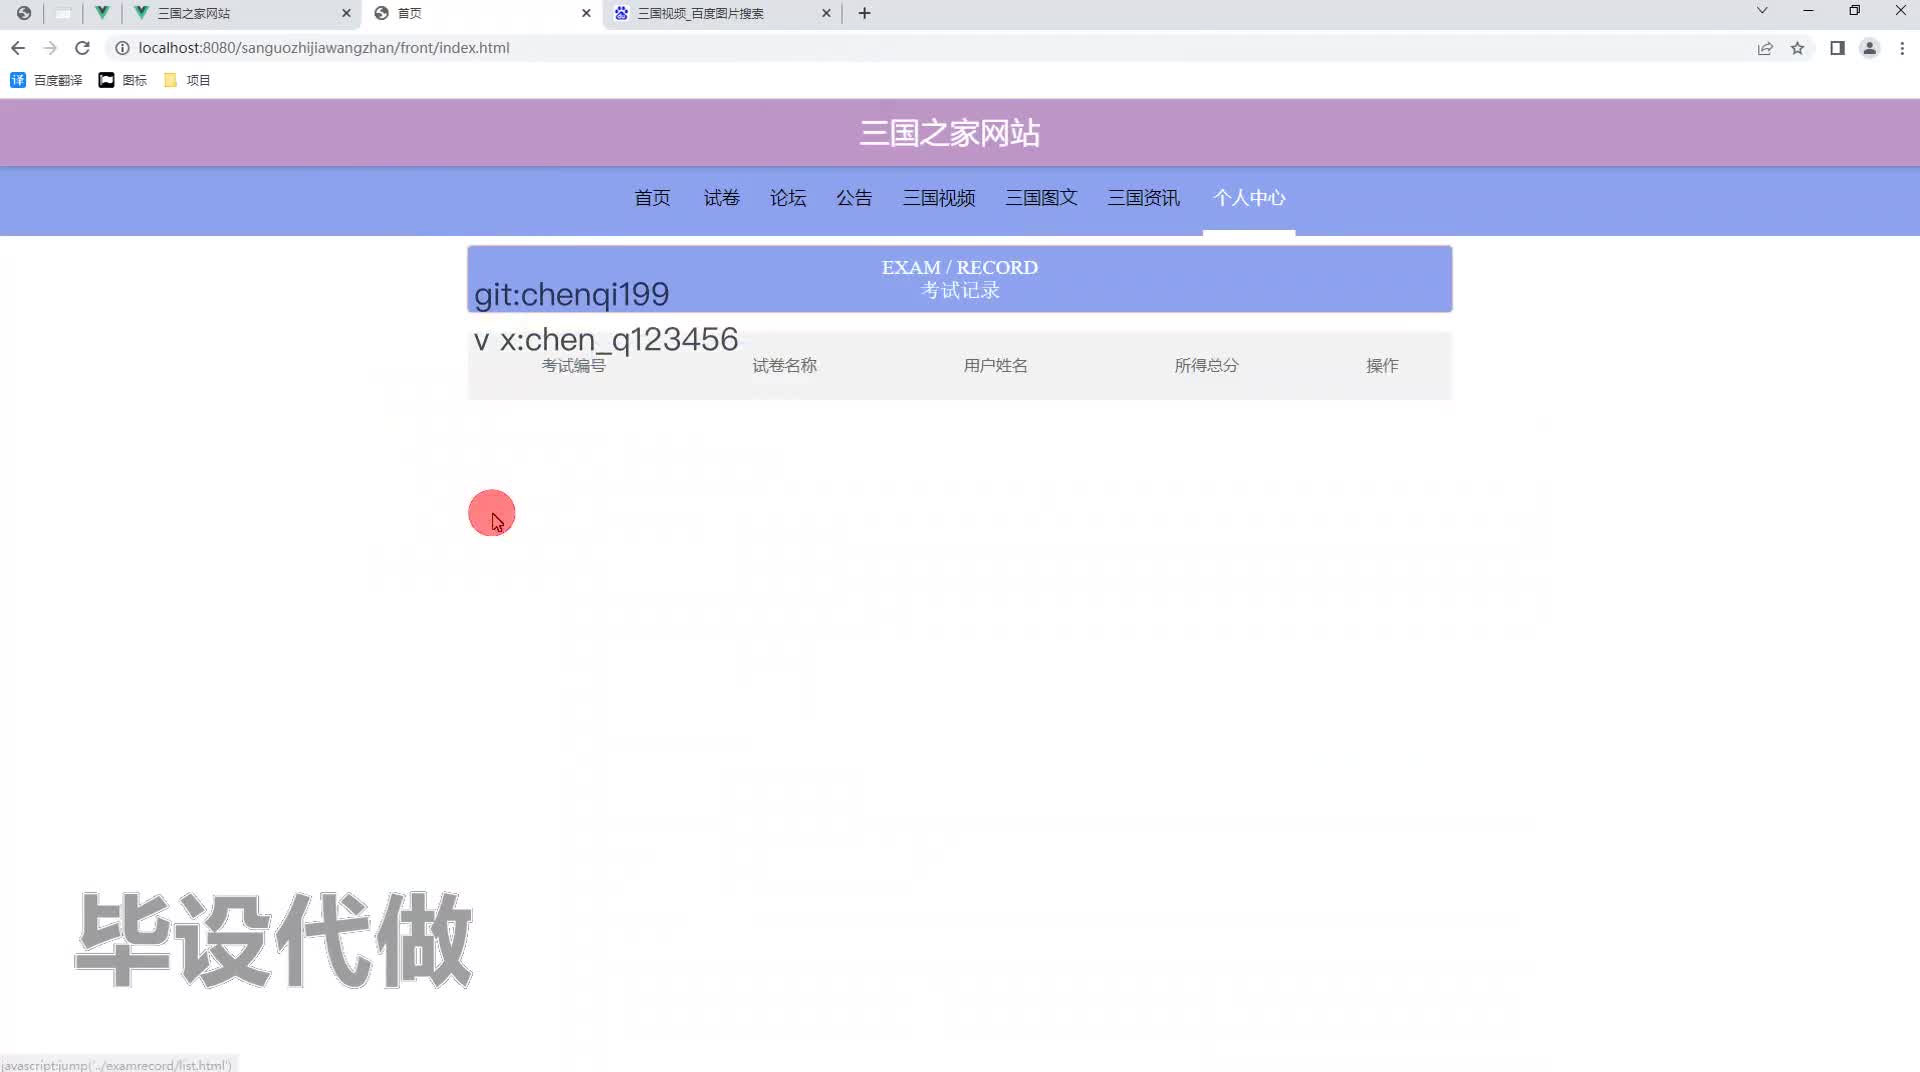 三国之家网站
首页
三国视频_百度图片搜索
localhost:8080/sanguozhijiawangzhan/front/index.html
百度翻译
图标
项目
三国之家网站
首页
试卷
论坛
公告
三国视频
三国图文
三国资讯
个人中心
EXAM / RECORD
考试记录
git:chenqi199
v x:chen_q123456
考试编号
试卷名称
用户姓名
所得总分
操作
毕设代做
javascript:jump('../examrecord/list.html')